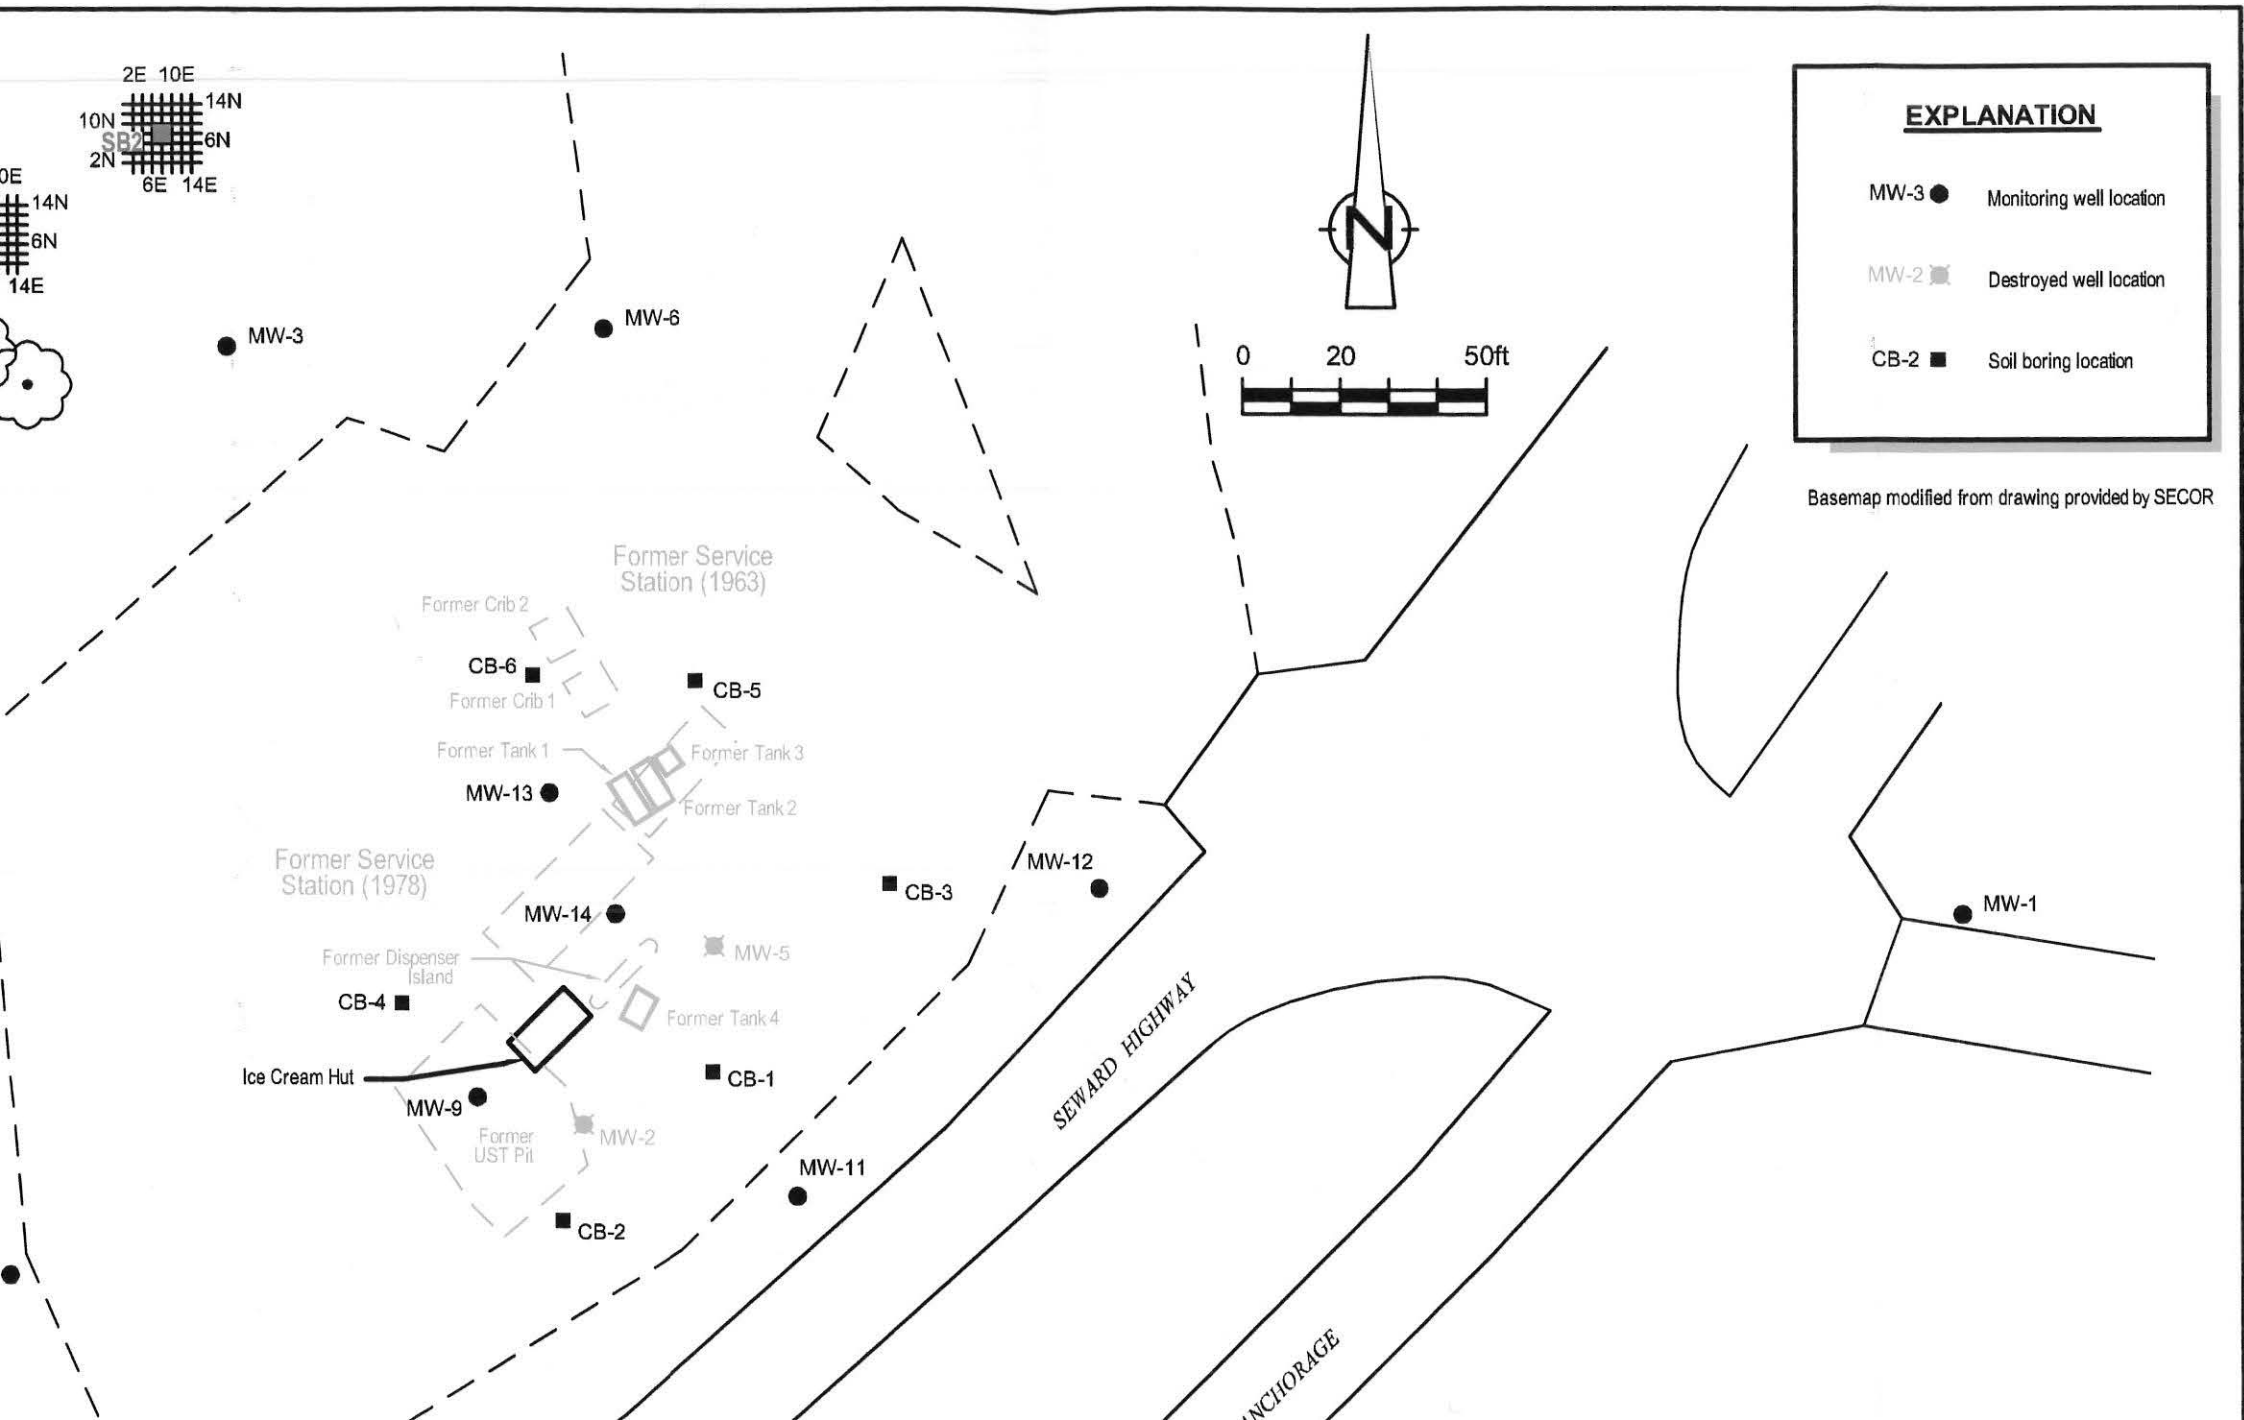 2E 10E
14N
10N
SB2
6N
2N
6E 14E
0E
14N
6N
14E
MW-3
MW-6
N
0 20 50ft
EXPLANATION
MW-3 Monitoring well location
MW-2 Destroyed well location
CB-2 Soil boring location
Basemap modified from drawing provided by SECOR
Former Service
Station (1963)
Former Crib 2
CB-6
CB-5
Former Crib 1
Former Tank 1
Former Tank 3
MW-13
Former Tank 2
Former Service
Station (1978)
MW-12
CB-3
MW-14
MW-1
MW-5
Former Dispenser
Island
CB-4
Former Tank 4
SEWARD HIGHWAY
Ice Cream Hut
CB-1
MW-9
Former
UST Pit
MW-2
MW-11
CB-2
NCHORAGE